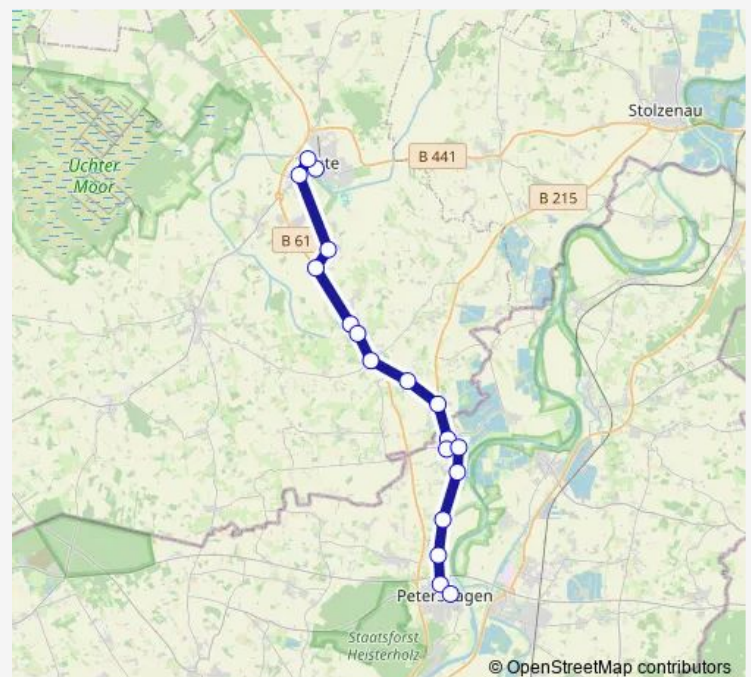 Stolzenau
B 441
Uchter
Moor
B 215
B 61
Staatsforst
Heisterholz
© OpenStreetMap contributors